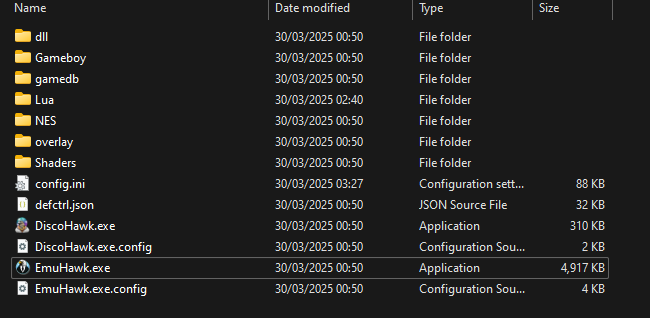 Name Date modified Type Size
dll 30/03/2025 00:50 File folder
Gameboy 30/03/2025 00:50 File folder
gamedb 30/03/2025 00:50 File folder
Lua 30/03/2025 02:40 File folder
NES 30/03/2025 00:50 File folder
overlay 30/03/2025 00:50 File folder
Shaders 30/03/2025 00:50 File folder
config.ini 30/03/2025 03:27 Configuration sett... 88 KB
defctrl.json 30/03/2025 00:50 JSON Source File 32 KB
DiscoHawk.exe 30/03/2025 00:50 Application 310 KB
DiscoHawk.exe.config 30/03/2025 00:50 Configuration Sou... 2 KB
EmuHawk.exe 30/03/2025 00:50 Application 4,917 KB
EmuHawk.exe.config 30/03/2025 00:50 Configuration Sou... 4 KB